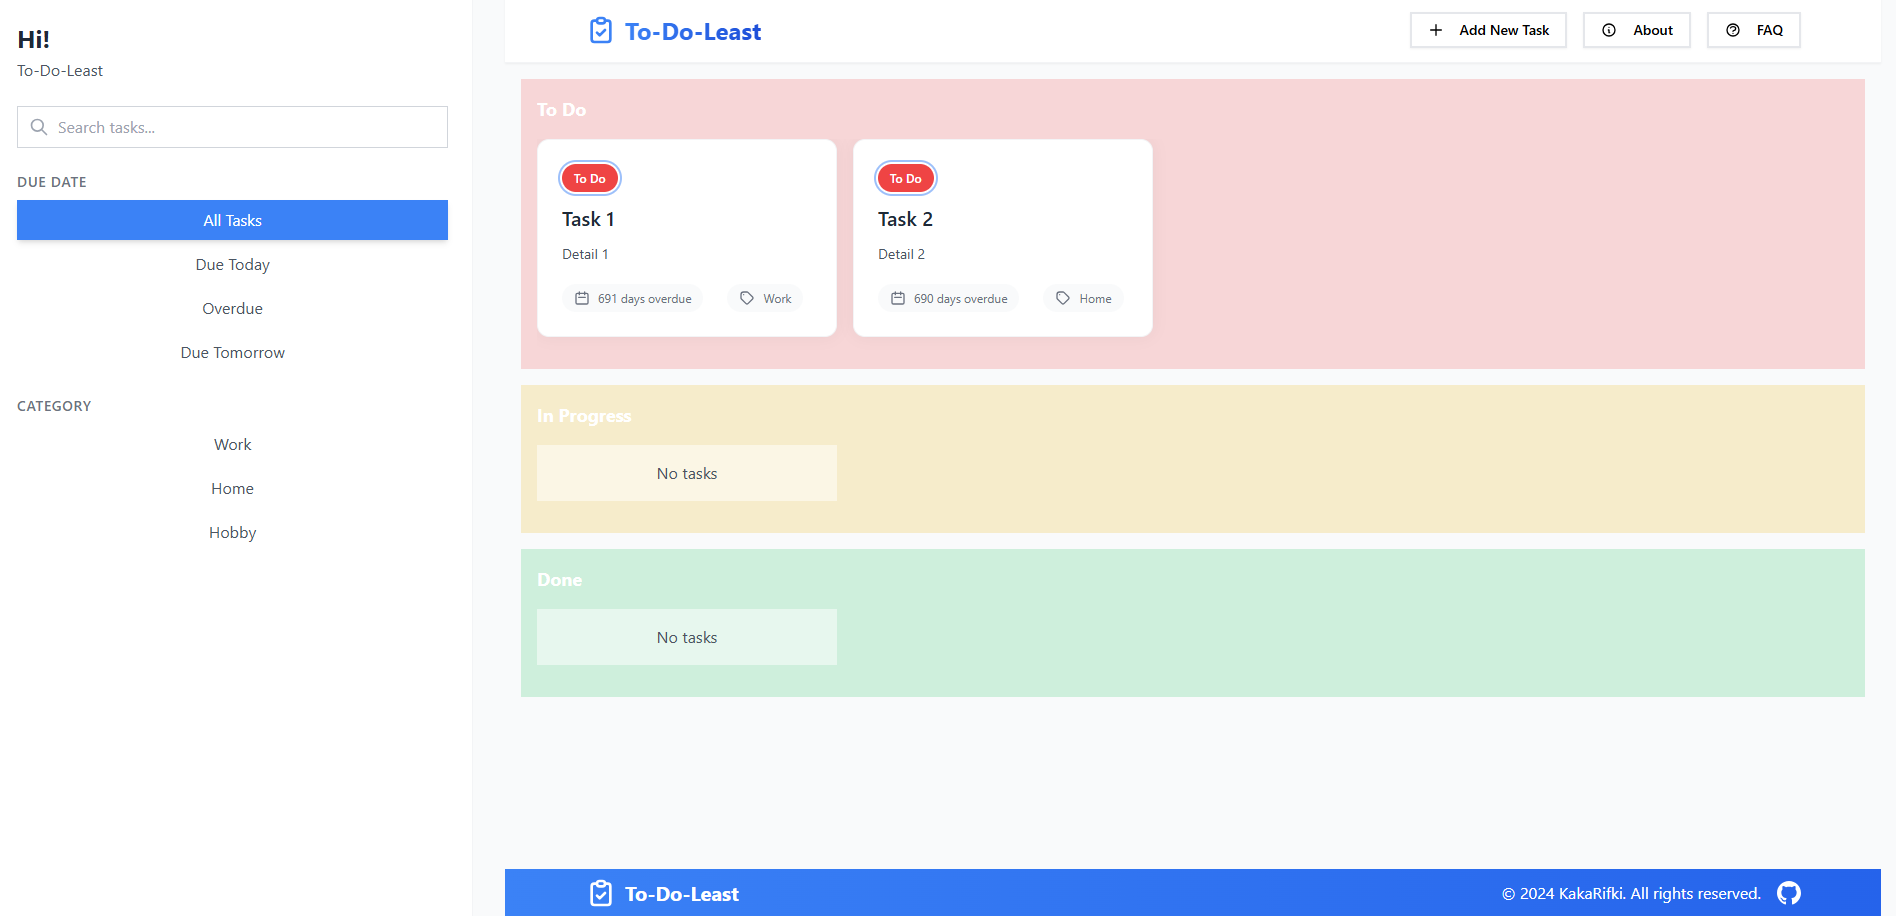 Hi!
To-Do-Least
Search tasks...
DUE DATE
All Tasks
Due Today
Overdue
Due Tomorrow
CATEGORY
Work
Home
Hobby
To-Do-Least
Add New Task
About
FAQ
To Do
To Do
Task 1
Detail 1
691 days overdue
Work
To Do
Task 2
Detail 2
690 days overdue
Home
In Progress
No tasks
Done
No tasks
To-Do-Least
© 2024 KakaRifki. All rights reserved.